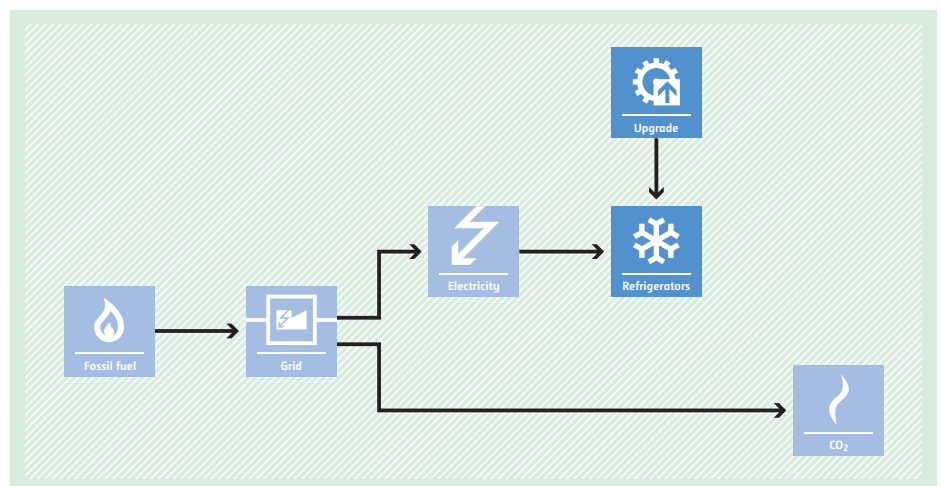 Upgrade
Electricity
Refrigerators
Fossil fuel
Grid
CO₂